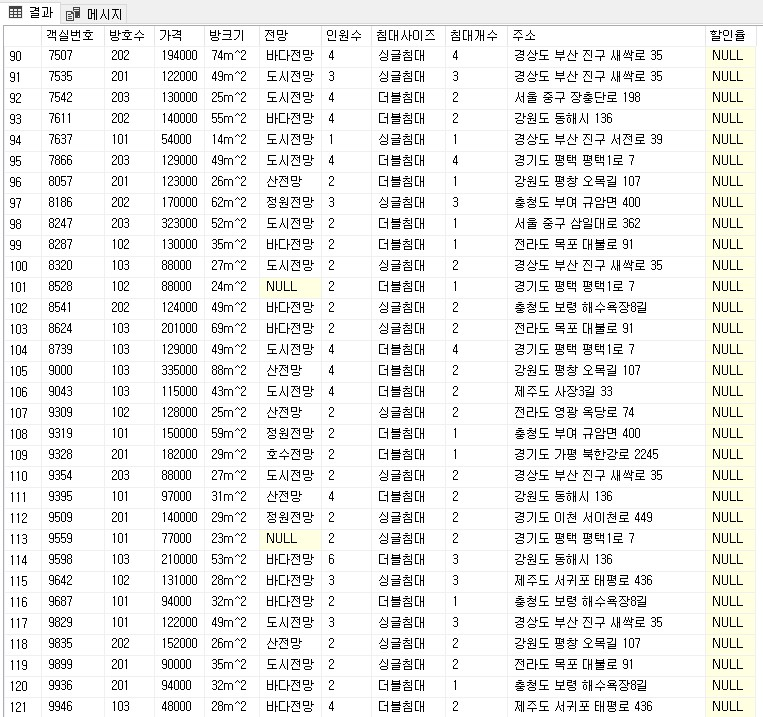 결과 메시지
객실번호 방호수 가격 방크기 전망 인원수 침대사이즈 침대개수 주소 할인율
90 7507 202 194000 74m^2 바다전망 4 싱글침대 4 경상도 부산 진구 새싹로 35 NULL
91 7535 201 122000 49m^2 도시전망 3 싱글침대 3 경상도 부산 진구 새싹로 35 NULL
92 7542 203 130000 25m^2 도시전망 4 더블침대 2 서울 중구 장충단로 198 NULL
93 7611 202 140000 55m^2 바다전망 4 더블침대 2 강원도 동해시 136 NULL
94 7637 101 54000 14m^2 도시전망 1 싱글침대 1 경상도 부산 진구 서전로 39 NULL
95 7866 203 129000 49m^2 도시전망 4 더블침대 4 경기도 평택 평택1로 7 NULL
96 8057 201 123000 26m^2 산전망 2 더블침대 1 강원도 평창 오목길 107 NULL
97 8186 202 170000 62m^2 정원전망 3 싱글침대 3 충청도 부여 규암면 400 NULL
98 8247 203 323000 52m^2 도시전망 2 더블침대 1 서울 중구 삼일대로 362 NULL
99 8287 102 130000 35m^2 바다전망 2 더블침대 1 전라도 목포 대불로 91 NULL
100 8320 103 88000 27m^2 도시전망 2 싱글침대 2 경상도 부산 진구 새싹로 35 NULL
101 8528 102 88000 24m^2 NULL 2 더블침대 1 경기도 평택 평택1로 7 NULL
102 8541 202 124000 49m^2 바다전망 2 싱글침대 2 충청도 보령 해수욕장8길 NULL
103 8624 103 201000 69m^2 바다전망 2 싱글침대 2 전라도 목포 대불로 91 NULL
104 8739 103 129000 49m^2 도시전망 4 더블침대 4 경기도 평택 평택1로 7 NULL
105 9000 103 335000 88m^2 산전망 4 더블침대 2 강원도 평창 오목길 107 NULL
106 9043 103 115000 43m^2 도시전망 4 더블침대 2 제주도 사장3길 33 NULL
107 9309 102 128000 25m^2 산전망 2 싱글침대 2 전라도 영광 옥당로 74 NULL
108 9319 101 150000 59m^2 정원전망 2 더블침대 1 충청도 부여 규암면 400 NULL
109 9328 201 182000 29m^2 호수전망 2 더블침대 1 경기도 가평 북한강로 2245 NULL
110 9354 203 88000 27m^2 도시전망 2 싱글침대 2 경상도 부산 진구 새싹로 35 NULL
111 9395 101 97000 31m^2 산전망 4 더블침대 2 강원도 동해시 136 NULL
112 9509 201 140000 29m^2 정원전망 2 싱글침대 2 경기도 이천 서이천로 449 NULL
113 9559 101 77000 23m^2 NULL 2 싱글침대 2 경기도 평택 평택1로 7 NULL
114 9598 103 210000 53m^2 바다전망 6 더블침대 3 강원도 동해시 136 NULL
115 9642 102 131000 28m^2 바다전망 3 싱글침대 3 제주도 서귀포 태평로 436 NULL
116 9687 101 94000 32m^2 바다전망 2 더블침대 1 충청도 보령 해수욕장8길 NULL
117 9829 101 122000 49m^2 도시전망 3 싱글침대 3 경상도 부산 진구 새싹로 35 NULL
118 9835 202 152000 26m^2 산전망 2 싱글침대 2 강원도 평창 오목길 107 NULL
119 9899 201 90000 35m^2 도시전망 2 싱글침대 2 전라도 목포 대불로 91 NULL
120 9936 201 94000 32m^2 바다전망 2 더블침대 1 충청도 보령 해수욕장8길 NULL
121 9946 103 48000 28m^2 바다전망 4 더블침대 2 제주도 서귀포 태평로 436 NULL